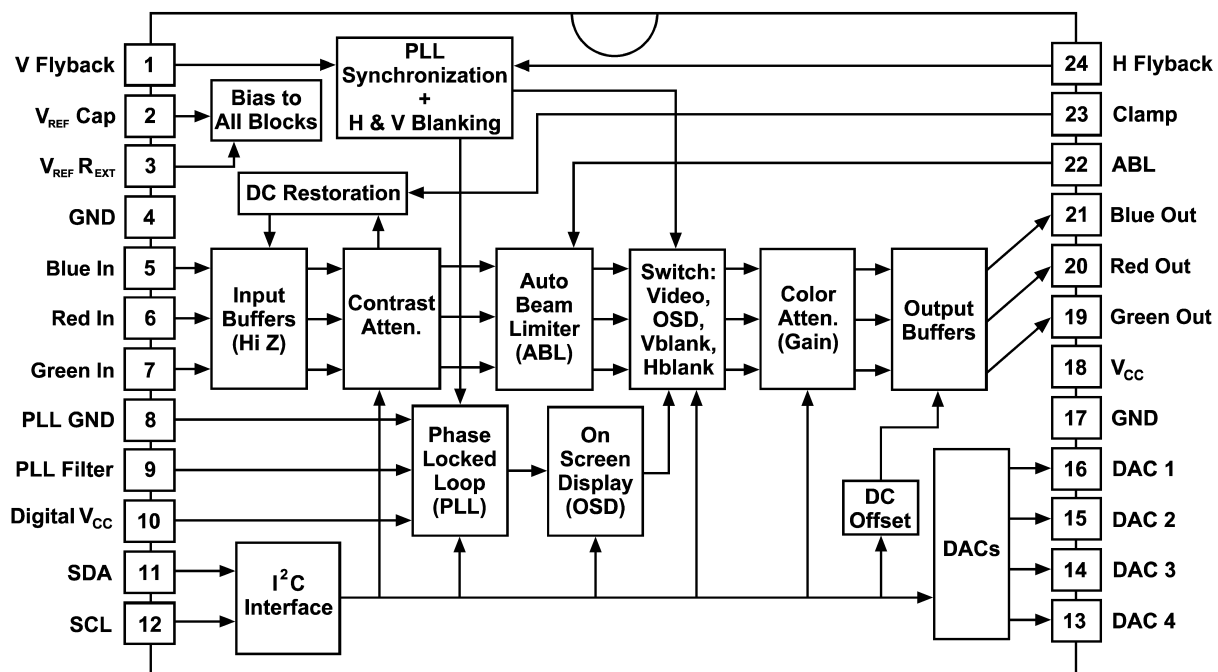 V Flyback
1
V_REF Cap
2
V_REF R_EXT
3
GND
4
Blue In
5
Red In
6
Green In
7
PLL GND
8
PLL Filter
9
Digital V_CC
10
SDA
11
SCL
12
PLL
Synchronization
+
H & V Blanking
Bias to
All Blocks
DC Restoration
Input
Buffers
(Hi Z)
Contrast
Atten.
Auto
Beam
Limiter
(ABL)
Switch:
Video,
OSD,
Vblank,
Hblank
Color
Atten.
(Gain)
Output
Buffers
Phase
Locked
Loop
(PLL)
On
Screen
Display
(OSD)
DC
Offset
DACs
I²C
Interface
24
H Flyback
23
Clamp
22
ABL
21
Blue Out
20
Red Out
19
Green Out
18
V_CC
17
GND
16
DAC 1
15
DAC 2
14
DAC 3
13
DAC 4